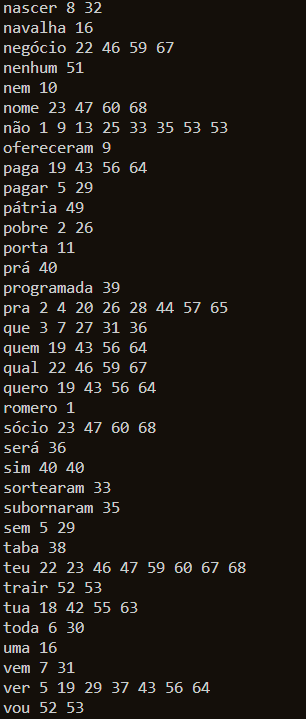 nascer 8 32
navalha 16
negócio 22 46 59 67
nenhum 51
nem 10
nome 23 47 60 68
não 1 9 13 25 33 35 53 53
ofereceram 9
paga 19 43 56 64
pagar 5 29
pátria 49
pobre 2 26
porta 11
prá 40
programada 39
pra 2 4 20 26 28 44 57 65
que 3 7 27 31 36
quem 19 43 56 64
qual 22 46 59 67
quero 19 43 56 64
romero 1
sócio 23 47 60 68
será 36
sim 40 40
sortearam 33
subornaram 35
sem 5 29
taba 38
teu 22 23 46 47 59 60 67 68
trair 52 53
tua 18 42 55 63
toda 6 30
uma 16
vem 7 31
ver 5 19 29 37 43 56 64
vou 52 53